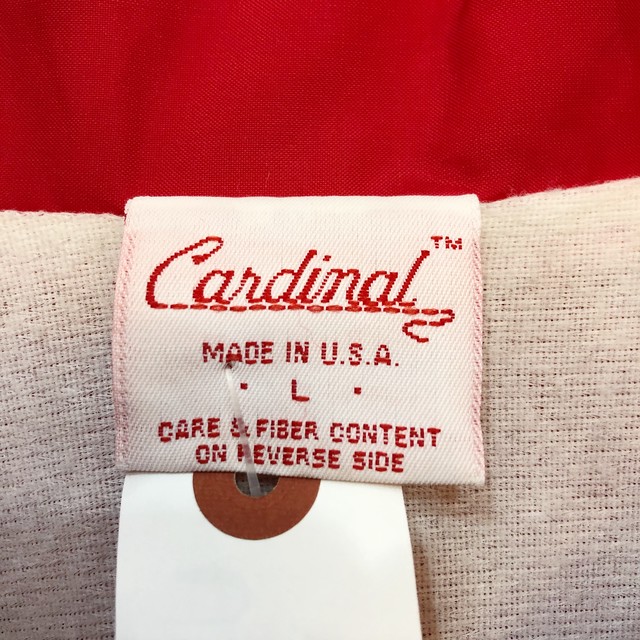 Cardinal™
MADE IN U.S.A.
· L ·
CARE & FIBER CONTENT
ON REVERSE SIDE